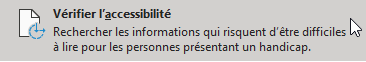 Vérifier l'accessibilité
Rechercher les informations qui risquent d'être difficiles
à lire pour les personnes présentant un handicap.